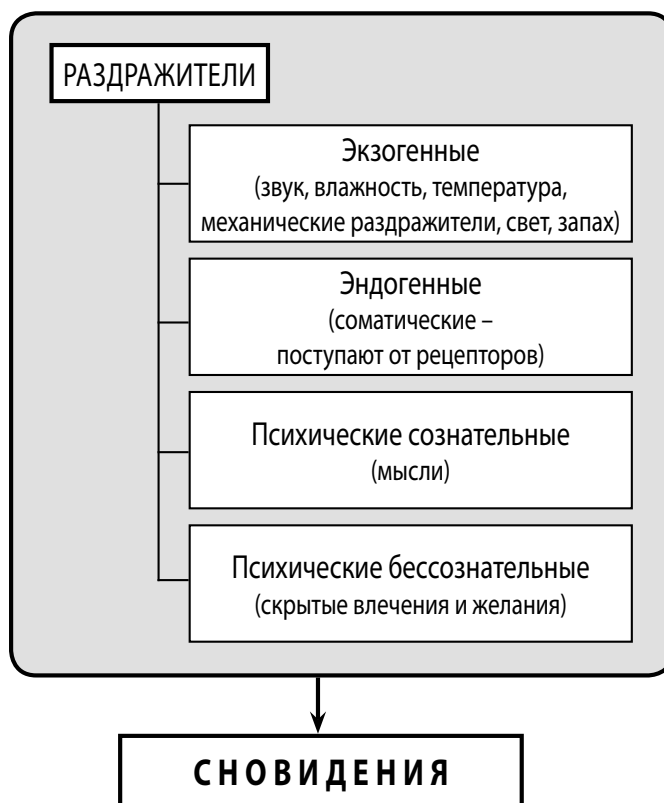 РАЗДРАЖИТЕЛИ
Экзогенные
(звук, влажность, температура,
механические раздражители, свет, запах)
Эндогенные
(соматические –
поступают от рецепторов)
Психические сознательные
(мысли)
Психические бессознательные
(скрытые влечения и желания)
СНОВИДЕНИЯ